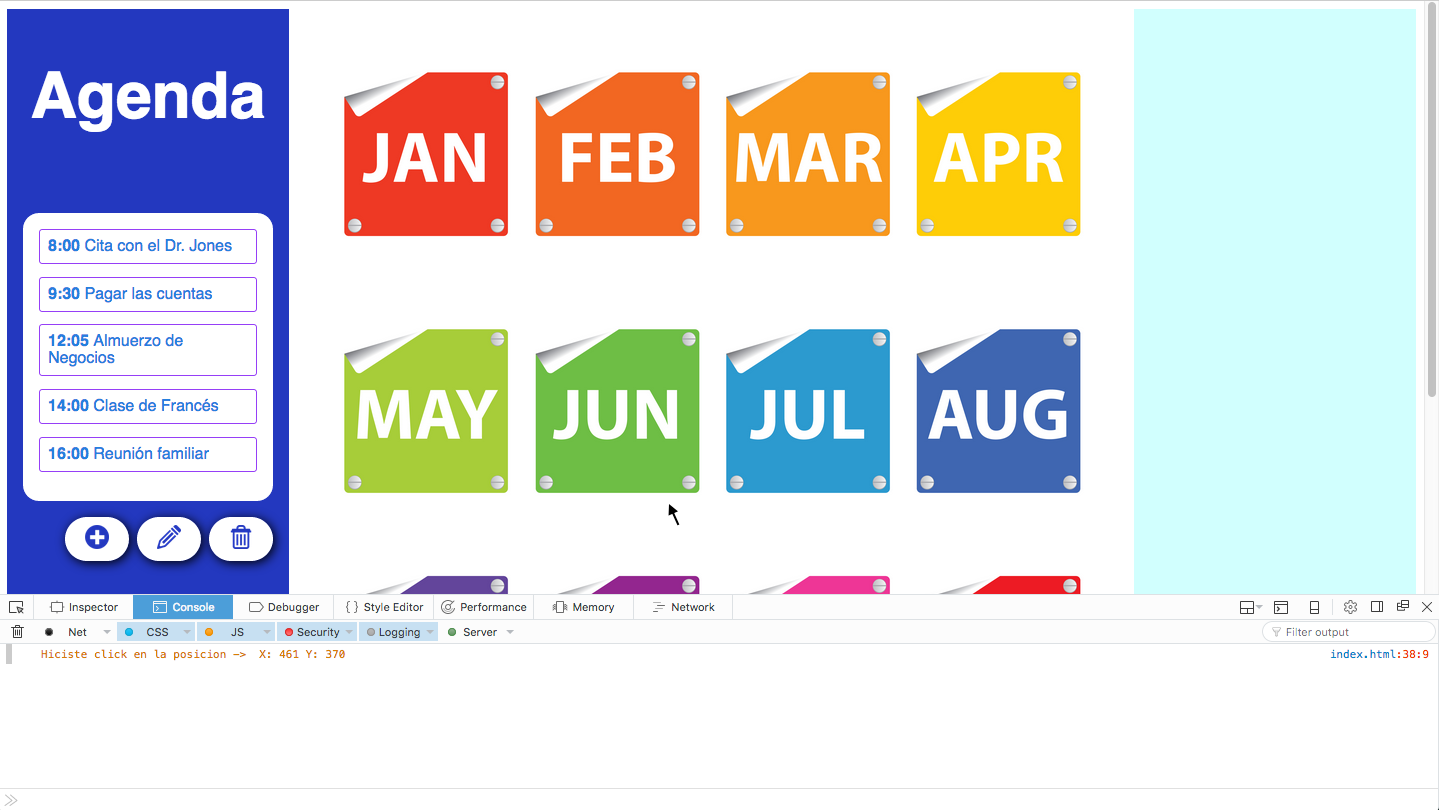 Agenda
8:00 Cita con el Dr. Jones
9:30 Pagar las cuentas
12:05 Almuerzo de
Negocios
14:00 Clase de Francés
16:00 Reunión familiar
JAN FEB MAR APR
MAY JUN JUL AUG
Inspector Console Debugger { } Style Editor Performance Memory Network
Net CSS JS Security Logging Server Filter output
Hiciste click en la posicion —> X: 461 Y: 370 index.html:38:9